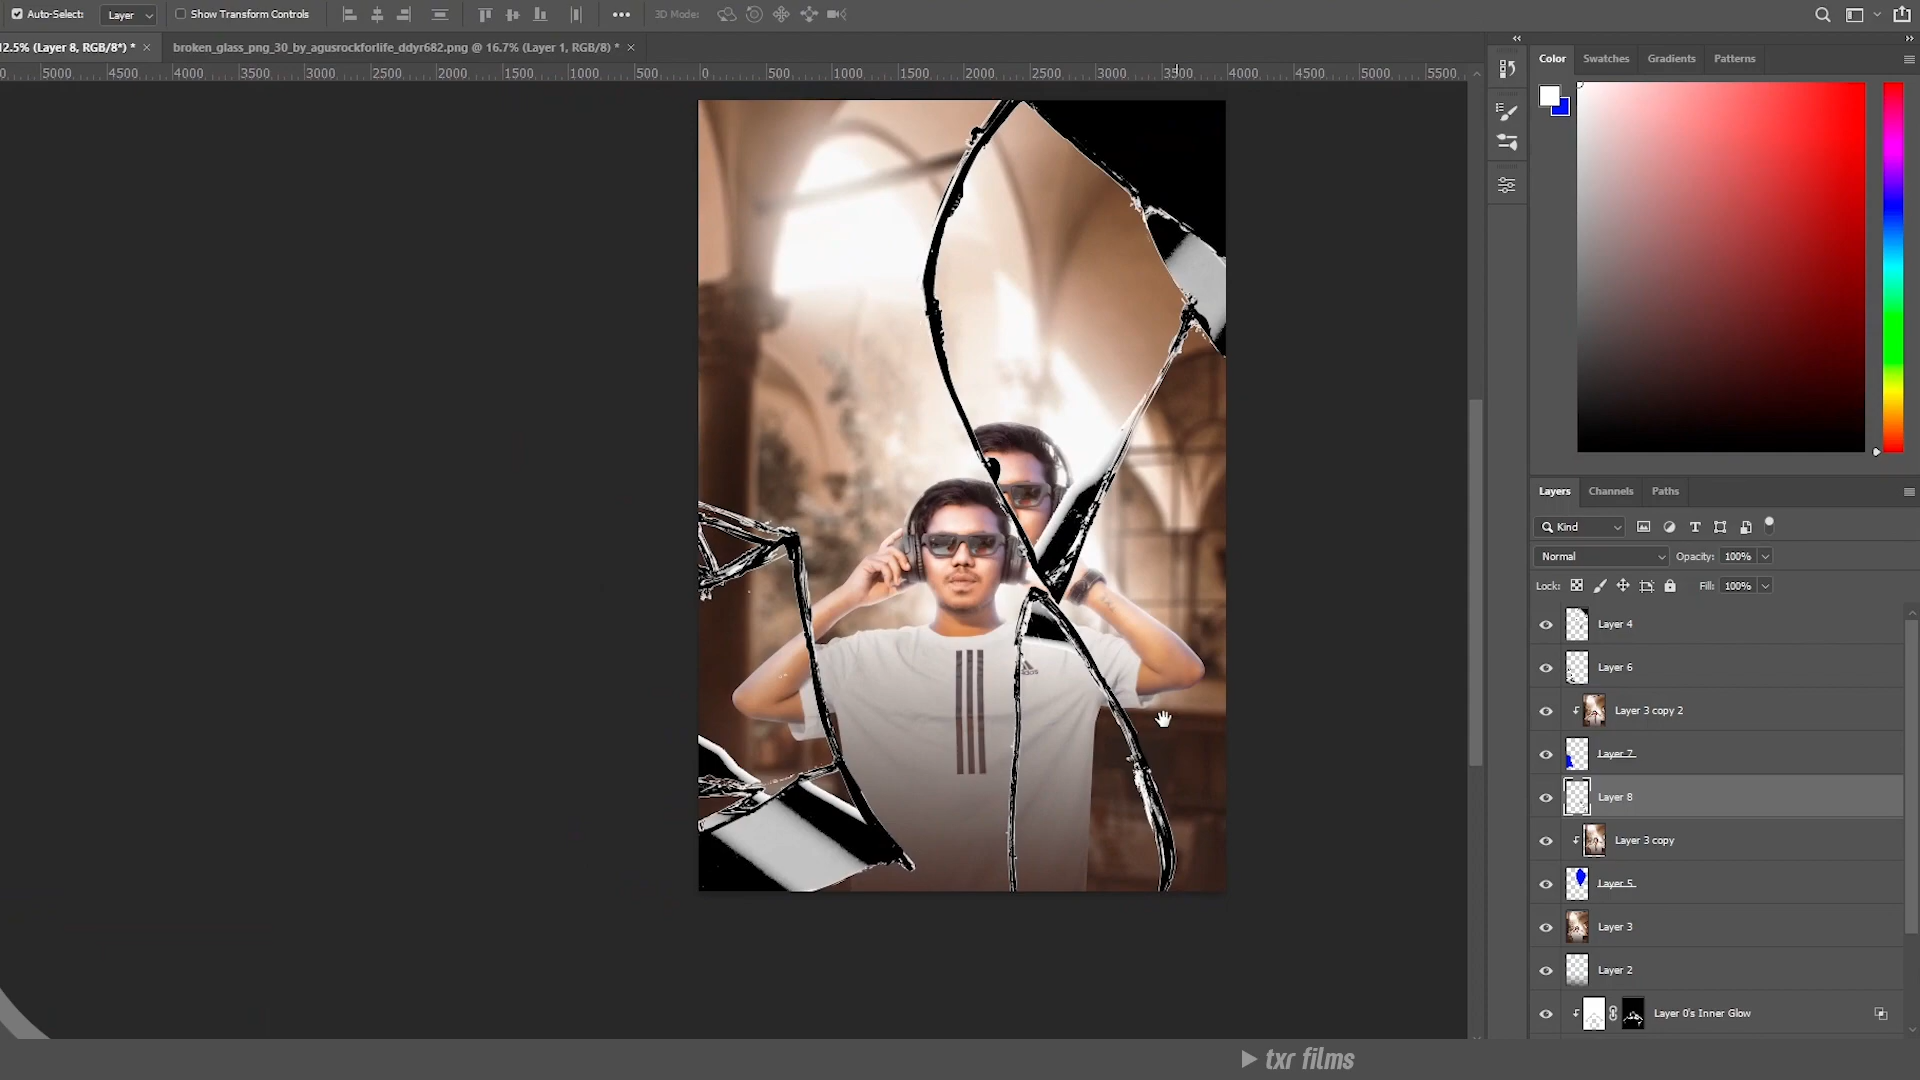 Auto-Select:
Layer
Show Transform Controls
3D Mode:
12.5% (Layer 8, RGB/8*) *
broken_glass_png_30_by_agusrockforlife_ddyr682.png @ 16.7% (Layer 1, RGB/8) *
0 5000 4500 4000 3500 3000 2500 2000 1500 1000 500 0 500 1000 1500 2000 2500 3000 3500 4000 4500 5000 5500
Color
Swatches
Gradients
Patterns
Layers
Channels
Paths
Kind
Normal
Opacity: 100%
Lock:
Fill: 100%
Layer 4
Layer 6
Layer 3 copy 2
Layer 7
Layer 8
Layer 3 copy
Layer 5
Layer 3
Layer 2
Layer 0's Inner Glow
txr films